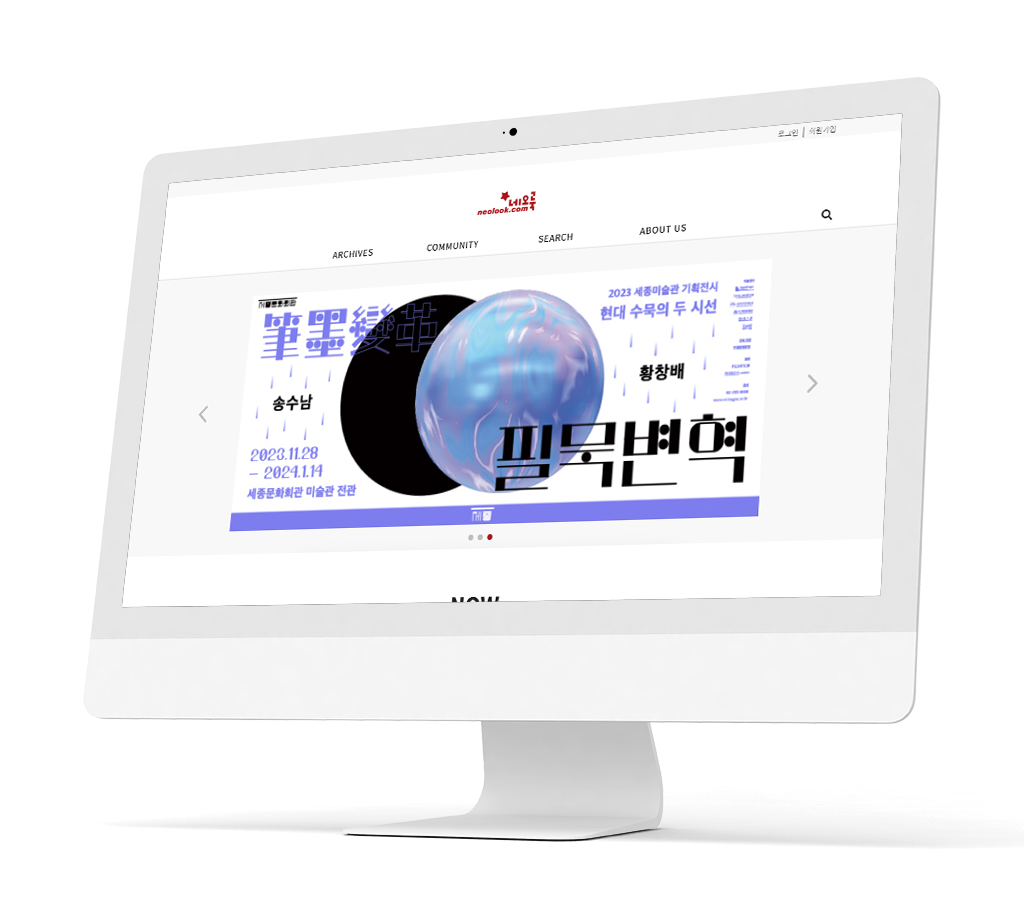 로그인 | 회원가입
네오룩
neolook.com
ARCHIVES
COMMUNITY
SEARCH
ABOUT US
筆墨變革
송수남
2023.11.28
– 2024.1.14
세종문화회관 미술관 전관
2023 세종미술관 기획전시
현대 수묵의 두 시선
황창배
필묵변혁
NOW